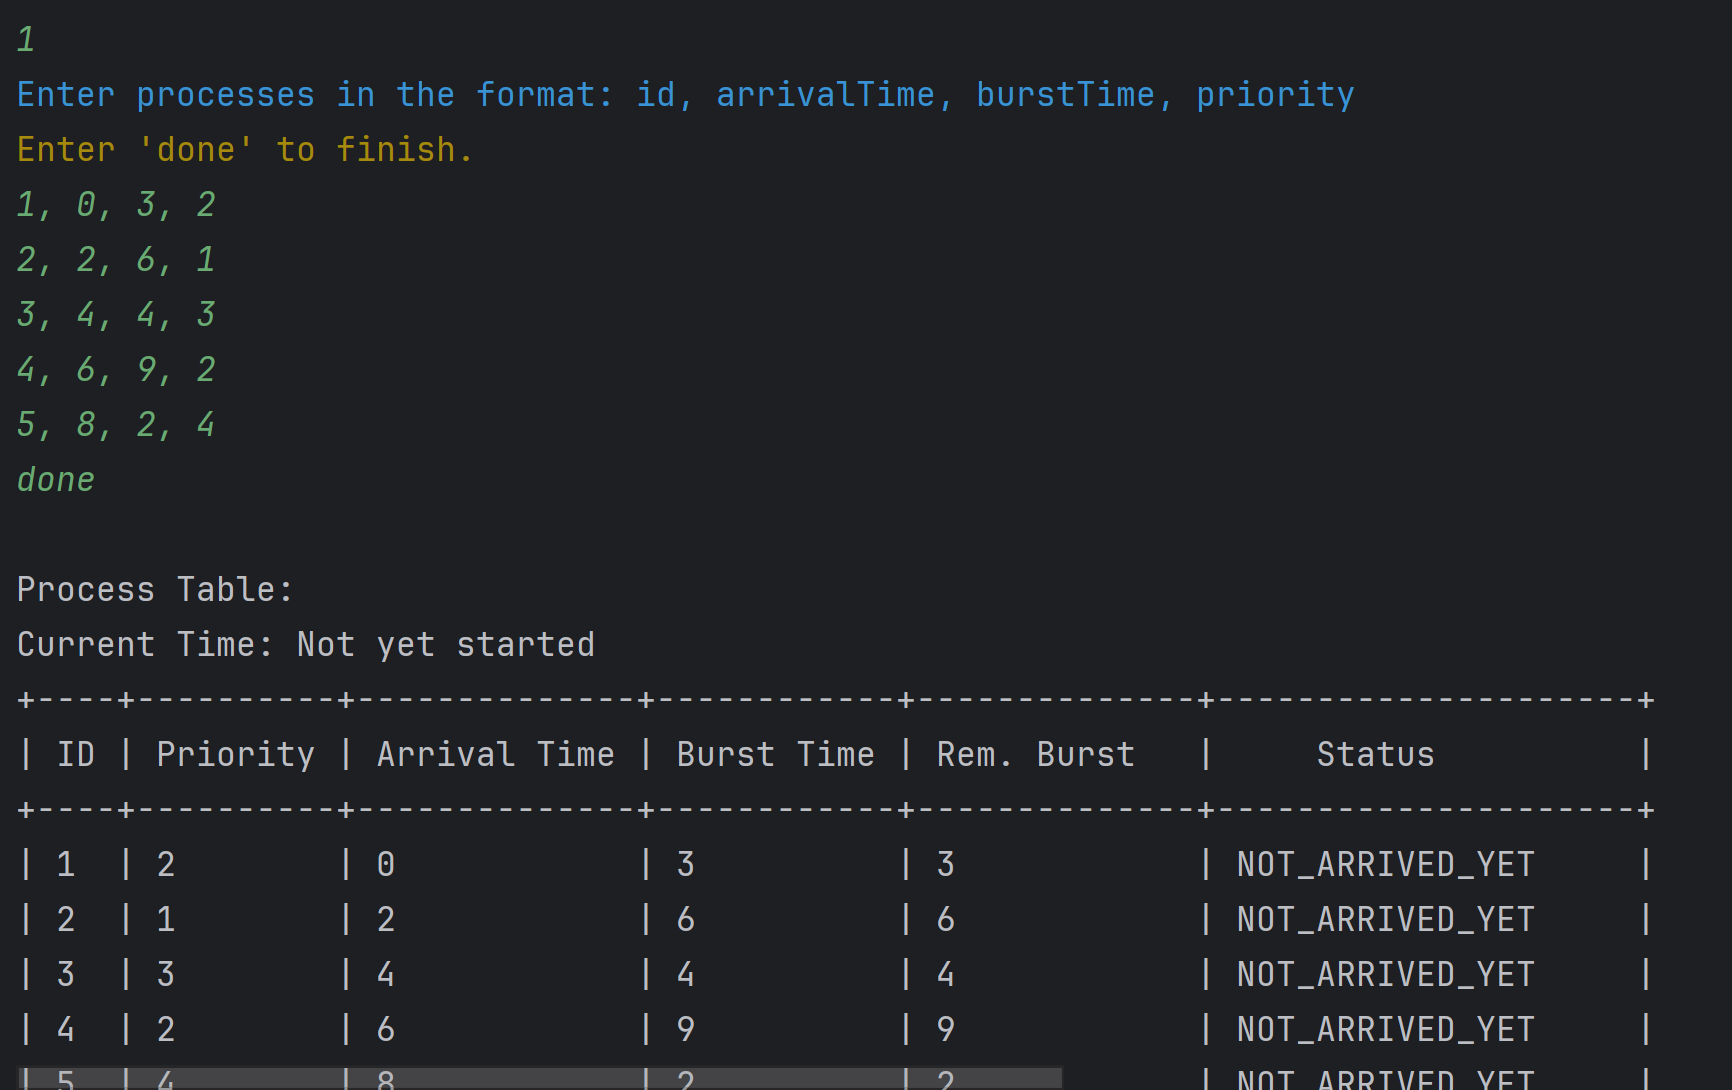 1
Enter processes in the format: id, arrivalTime, burstTime, priority
Enter 'done' to finish.
1, 0, 3, 2
2, 2, 6, 1
3, 4, 4, 3
4, 6, 9, 2
5, 8, 2, 4
done

Process Table:
Current Time: Not yet started
+----+----------+--------------+------------+--------------+---------------------+
| ID | Priority | Arrival Time | Burst Time | Rem. Burst   |     Status          |
+----+----------+--------------+------------+--------------+---------------------+
| 1  | 2        | 0            | 3          | 3            | NOT_ARRIVED_YET     |
| 2  | 1        | 2            | 6          | 6            | NOT_ARRIVED_YET     |
| 3  | 3        | 4            | 4          | 4            | NOT_ARRIVED_YET     |
| 4  | 2        | 6            | 9          | 9            | NOT_ARRIVED_YET     |
| 5  | 4        | 8            | 2          | 2            | NOT_ARRIVED_YET     |